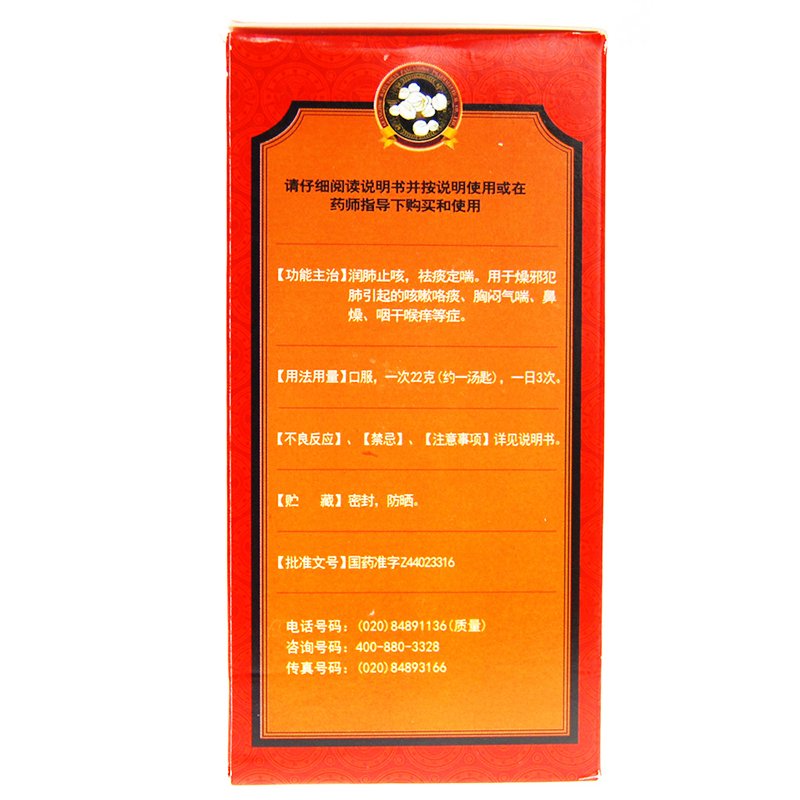 请仔细阅读说明书并按说明使用或在
药师指导下购买和使用
【功能主治】润肺止咳，祛痰定喘。用于燥邪犯
肺引起的咳嗽咯痰、胸闷气喘、鼻
燥、咽干喉痒等症。
【用法用量】口服，一次22克(约一汤匙)，一日3次。
【不良反应】、【禁忌】、【注意事项】详见说明书。
【贮　藏】密封，防晒。
【批准文号】国药准字Z44023316
电话号码：(020)84891136(质量)
咨询号码：400-880-3328
传真号码：(020)84893166